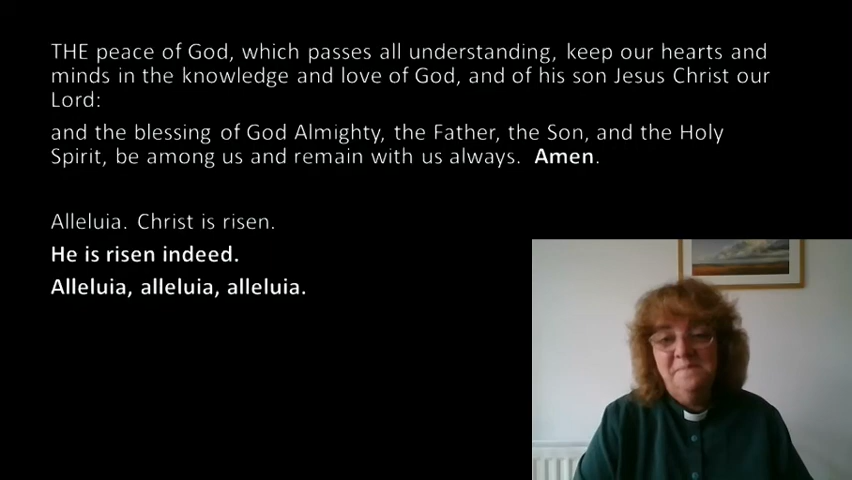 THE peace of God, which passes all understanding, keep our hearts and
minds in the knowledge and love of God, and of his son Jesus Christ our
Lord:
and the blessing of God Almighty, the Father, the Son, and the Holy
Spirit, be among us and remain with us always. Amen.
Alleluia. Christ is risen.
He is risen indeed.
Alleluia, alleluia, alleluia.